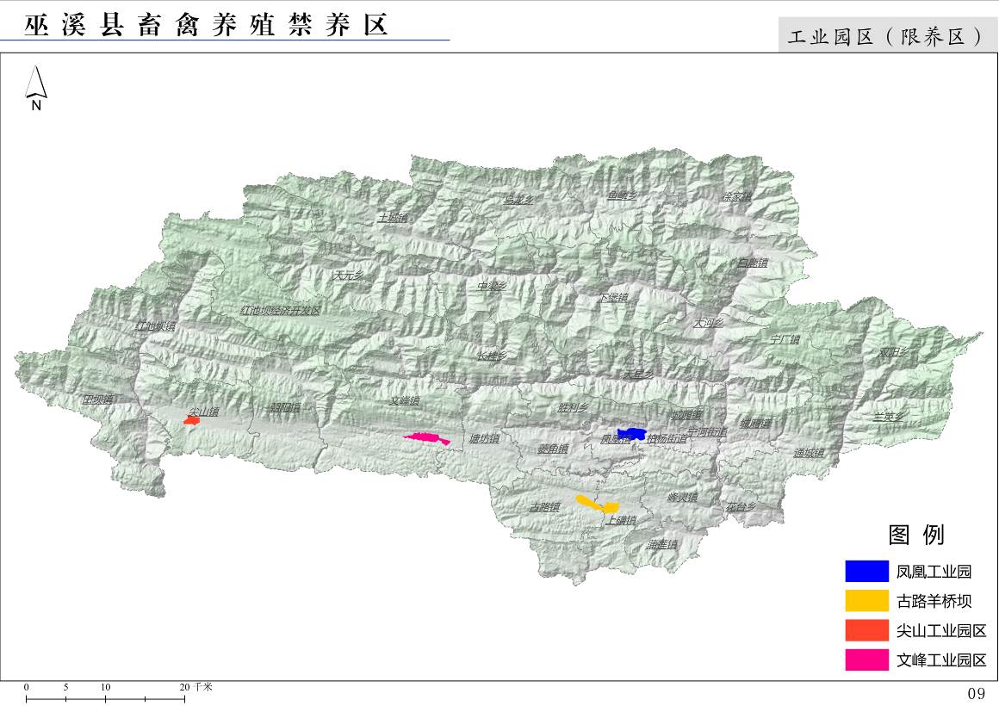 巫溪县畜禽养殖禁养区
工业园区（限养区）
N
乌龙乡
鱼鳞乡
徐家镇
土城镇
白鹿镇
天元乡
中梁乡
下堡镇
红池坝经济开发区
红池坝镇
大河乡
宁厂镇
双阳乡
长桂乡
天星乡
田坝镇
尖山镇
朝阳镇
文峰镇
胜利乡
城厢镇
城厢镇
兰英乡
塘坊镇
菱角镇
凤凰镇
柏杨街道
宁河街道
通城镇
古路镇
上磺镇
峰灵镇
花台乡
蒲莲镇
图例
凤凰工业园
古路羊桥坝
尖山工业园区
文峰工业园区
0 5 10 20 千米
09